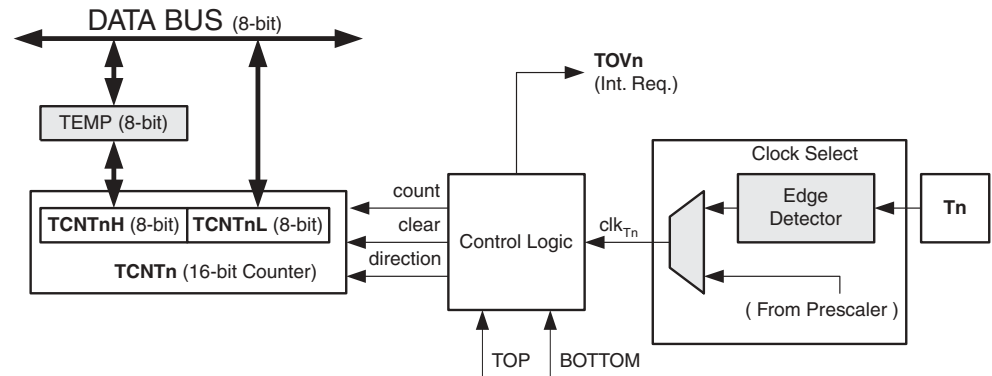 DATA BUS (8-bit)
TOVn
(Int. Req.)
TEMP (8-bit)
Clock Select
count
Edge
Detector
Tn
TCNTnH (8-bit) TCNTnL (8-bit)
clear
Control Logic
clkTn
TCNTn (16-bit Counter)
direction
( From Prescaler )
TOP
BOTTOM